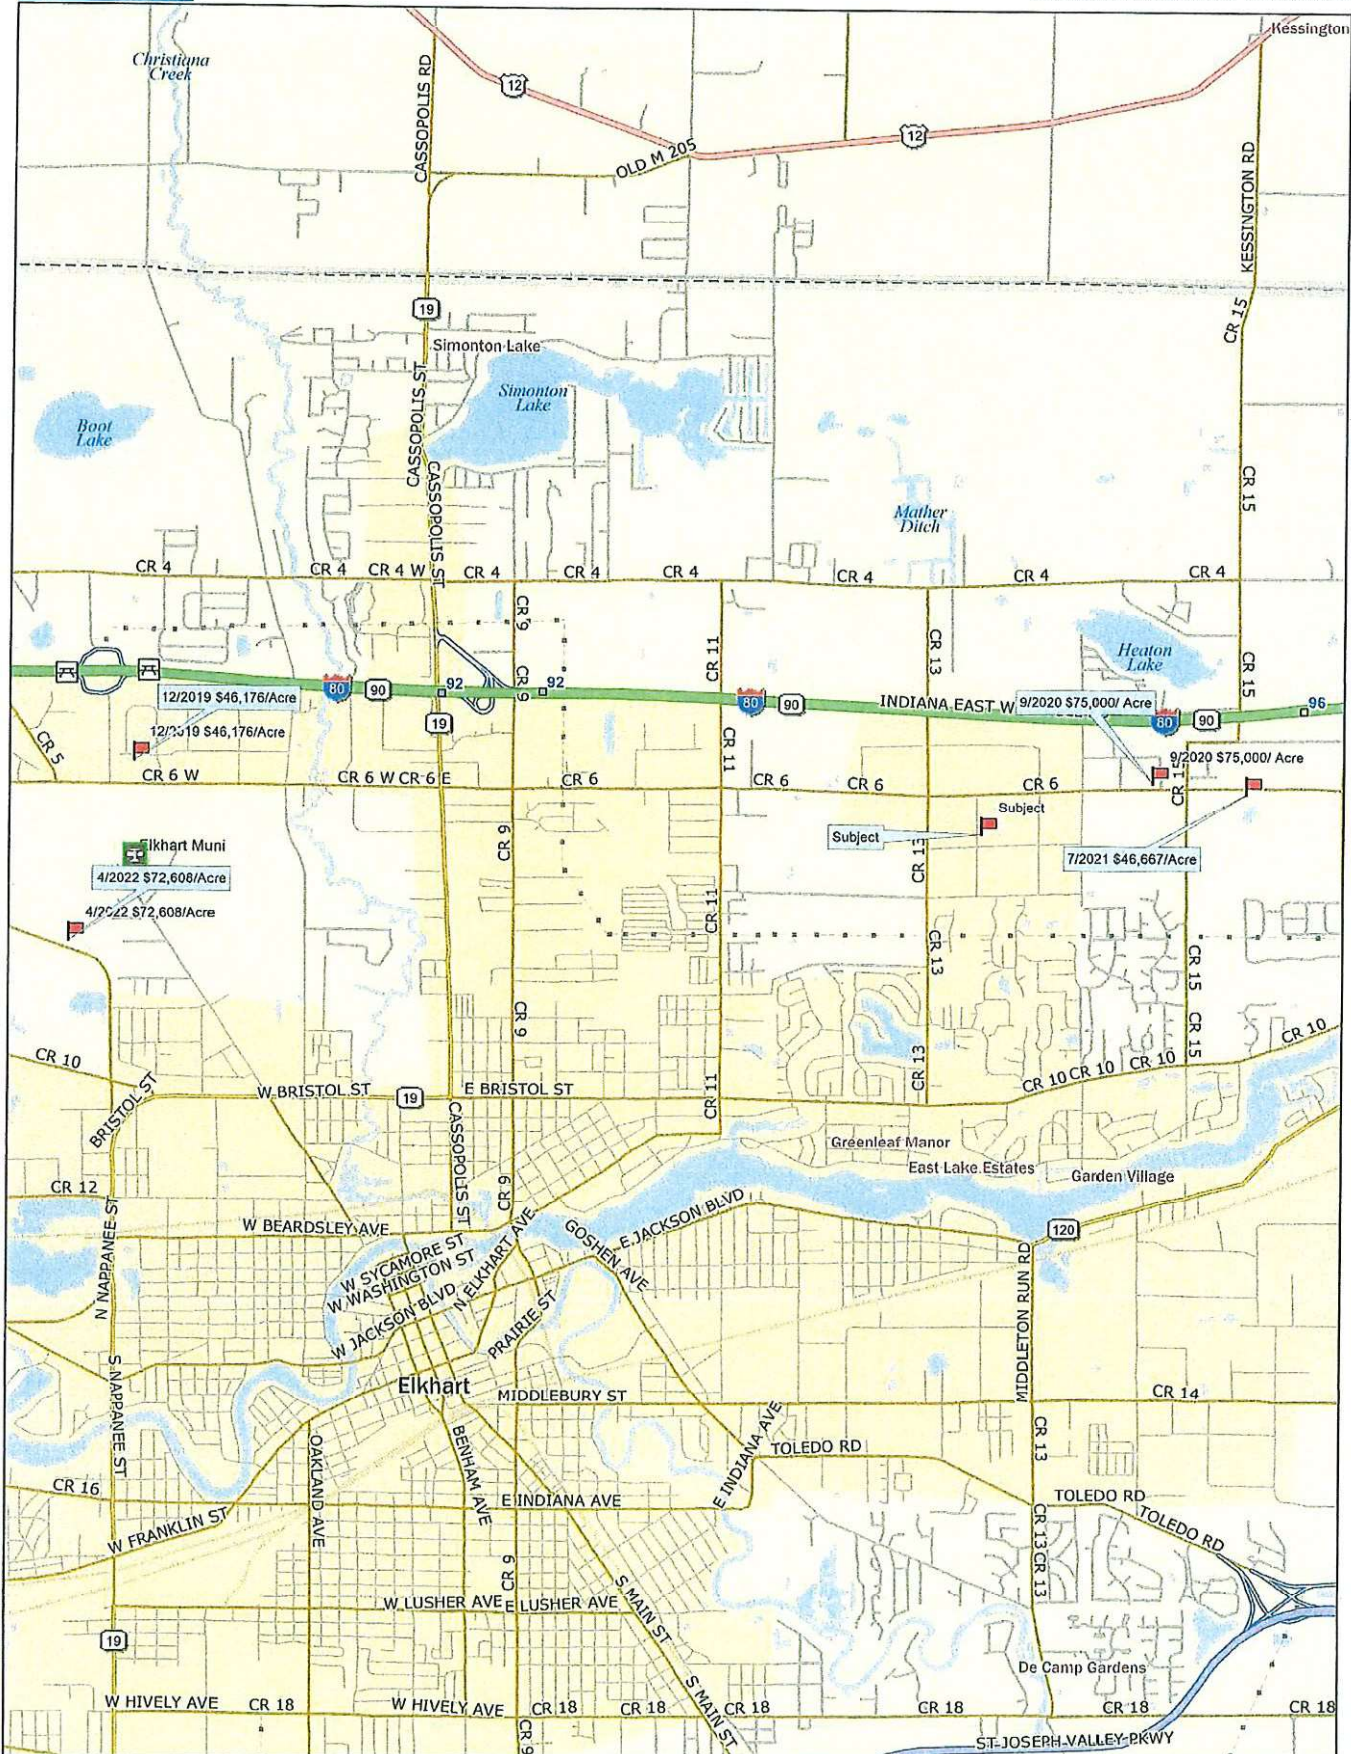 Kessington
Christiana
Creek
CASSOPOLIS RD
12
12
OLD M 205
KESSINGTON RD
19
CR 15
Simonton Lake
CASSOPOLIS ST
Simonton
Lake
Boot
Lake
CASSOPOLIS ST
CR 15
Mather
Ditch
CR 4
CR 4
CR 4 W
CR 4
CR 4
CR 4
CR 4
CR 4
CR 4
CR 9
CR 11
CR 13
Heaton
Lake
CR 15
CR 9
92
92
80
90
80
90
INDIANA EAST W
9/2020 $75,000/ Acre
80
90
96
12/2019 $46,176/Acre
12/2019 $46,176/Acre
19
CR 5
CR 11
9/2020 $75,000/ Acre
CR 15
CR 6 W
CR 6 W
CR 6 E
CR 6
CR 6
CR 6
CR 6
Subject
Subject
CR 9
CR 13
7/2021 $46,667/Acre
Elkhart Muni
4/2022 $72,608/Acre
4/2022 $72,608/Acre
CR 11
CR 13
CR 15
CR 9
CR 15
CR 10
CR 10
CR 13
CR 10
CR 10
CR 10
BRISTOL ST
W BRISTOL ST
19
E BRISTOL ST
CR 11
CASSOPOLIS ST
Greenleaf Manor
East Lake Estates
Garden Village
CR 12
CR 9
N NAPPANEE ST
W BEARDSLEY AVE
GOSHEN AVE
E JACKSON BLVD
120
W SYCAMORE ST
W WASHINGTON ST
N ELKHART AVE
W JACKSON BLVD
PRAIRIE ST
MIDDLETON RUN RD
S NAPPANEE ST
Elkhart
MIDDLEBURY ST
CR 14
OAKLAND AVE
BENHAM AVE
E INDIANA AVE
TOLEDO RD
CR 13
CR 16
E INDIANA AVE
TOLEDO RD
TOLEDO RD
W FRANKLIN ST
CR 9
CR 13
CR 13
W LUSHER AVE
E LUSHER AVE
S MAIN ST
19
De Camp Gardens
W HIVELY AVE
CR 18
W HIVELY AVE
CR 18
CR 18
S MAIN ST
CR 18
CR 18
CR 18
CR 18
CR 9
ST JOSEPH VALLEY PKWY